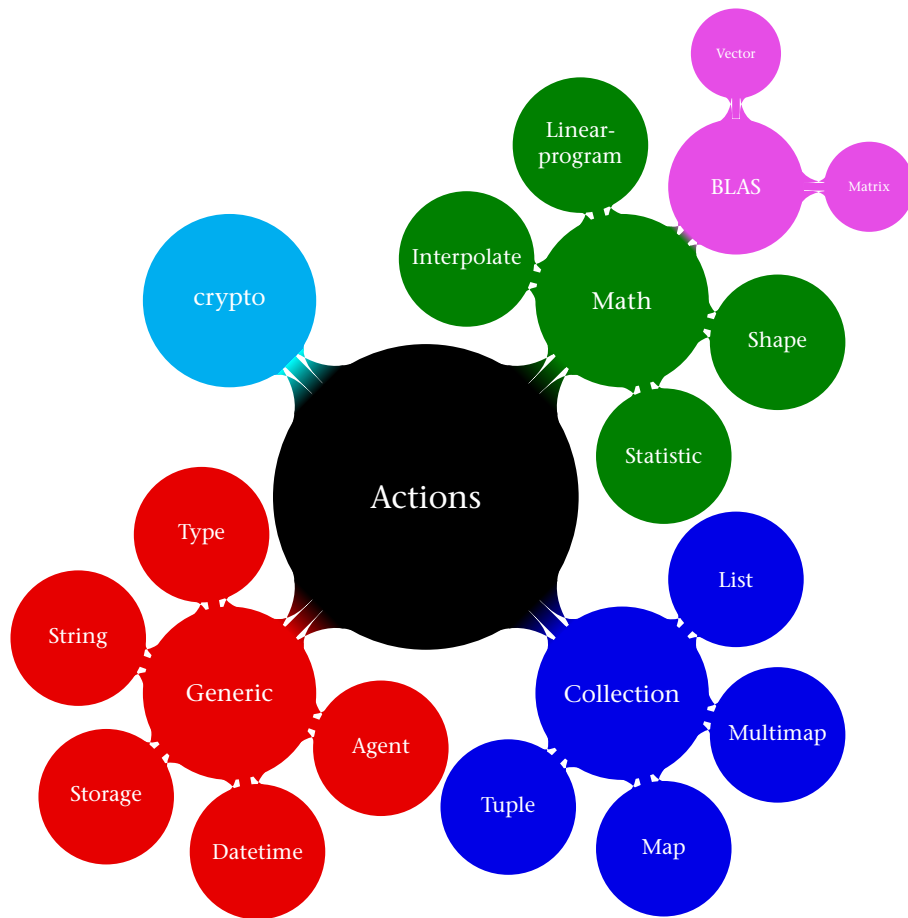 Vector
Linear-
program
BLAS
Matrix
Interpolate
crypto
Math
Shape
Statistic
Actions
Type
List
String
Generic
Collection
Agent
Multimap
Storage
Tuple
Datetime
Map